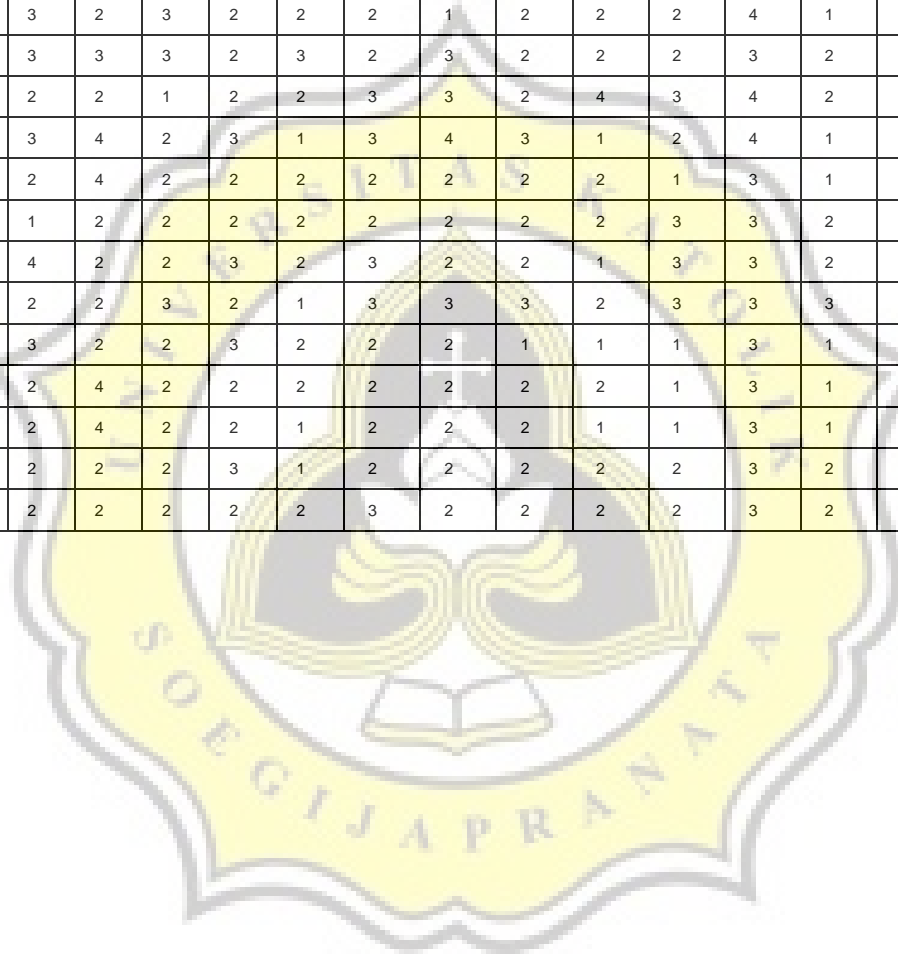 3 2 3 2 2 2 1 2 2 2 4 1
3 3 3 2 3 2 3 2 2 2 3 2
2 2 1 2 2 3 3 2 4 3 4 2
3 4 2 3 1 3 4 3 1 2 4 1
2 4 2 2 2 2 2 2 2 1 3 1
1 2 2 2 2 2 2 2 2 3 3 2
4 2 2 3 2 3 2 2 1 3 3 2
2 2 3 2 1 3 3 3 2 3 3 3
3 2 2 3 2 2 2 1 1 1 3 1
2 4 2 2 2 2 2 2 2 1 3 1
2 4 2 2 1 2 2 2 1 1 3 1
2 2 2 3 1 2 2 2 2 2 3 2
2 2 2 2 2 3 2 2 2 2 3 2
UNIVERSITAS KATOLIK
SOEGIJAPRANATA